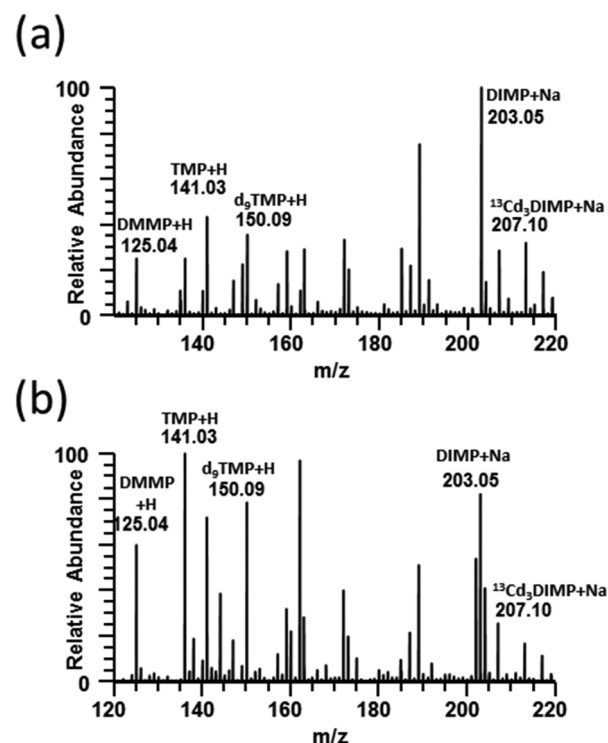 (a)
Relative Abundance
100
0
DMMP+H
125.04
TMP+H
141.03
d₉TMP+H
150.09
DIMP+Na
203.05
¹³Cd₃DIMP+Na
207.10
140 160 180 200 220
m/z
(b)
Relative Abundance
100
0
DMMP
+H
125.04
TMP+H
141.03
d₉TMP+H
150.09
DIMP+Na
203.05
¹³Cd₃DIMP+Na
207.10
120 140 160 180 200 220
m/z